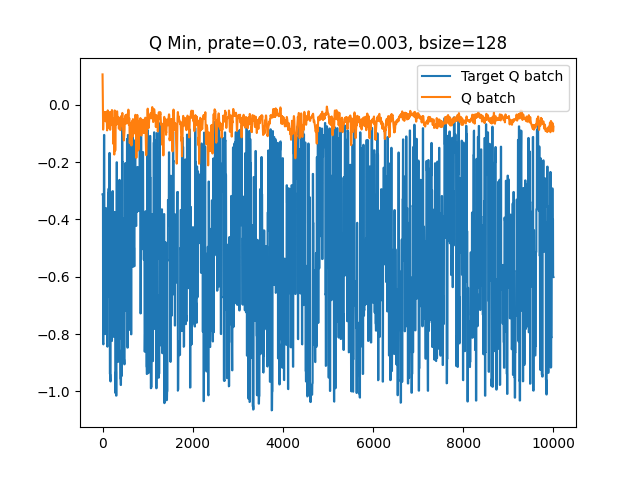 Q Min, prate=0.03, rate=0.003, bsize=128
Target Q batch
Q batch
0.0
−0.2
−0.4
−0.6
−0.8
−1.0
0 2000 4000 6000 8000 10000